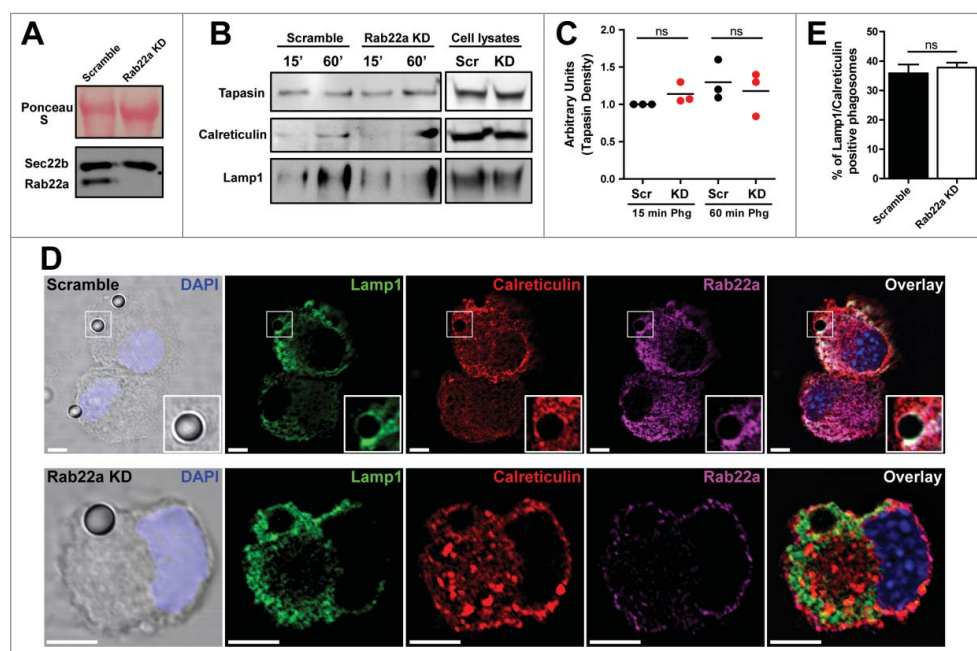 A
Scramble
Rab22a KD
Ponceau
S
Sec22b
Rab22a
B
Scramble
Rab22a KD
Cell lysates
15’ 60’ 15’ 60’ Scr KD
Tapasin
Calreticulin
Lamp1
C
ns ns
Arbitrary Units
(Tapasin Density)
2.0
1.5
1.0
0.5
0.0
Scr KD Scr KD
15 min Phg 60 min Phg
E
ns
% of Lamp1/Calreticulin
positive phagosomes
50
40
30
20
10
0
Scramble
Rab22a KD
D
Scramble DAPI Lamp1 Calreticulin Rab22a Overlay
Rab22a KD DAPI Lamp1 Calreticulin Rab22a Overlay